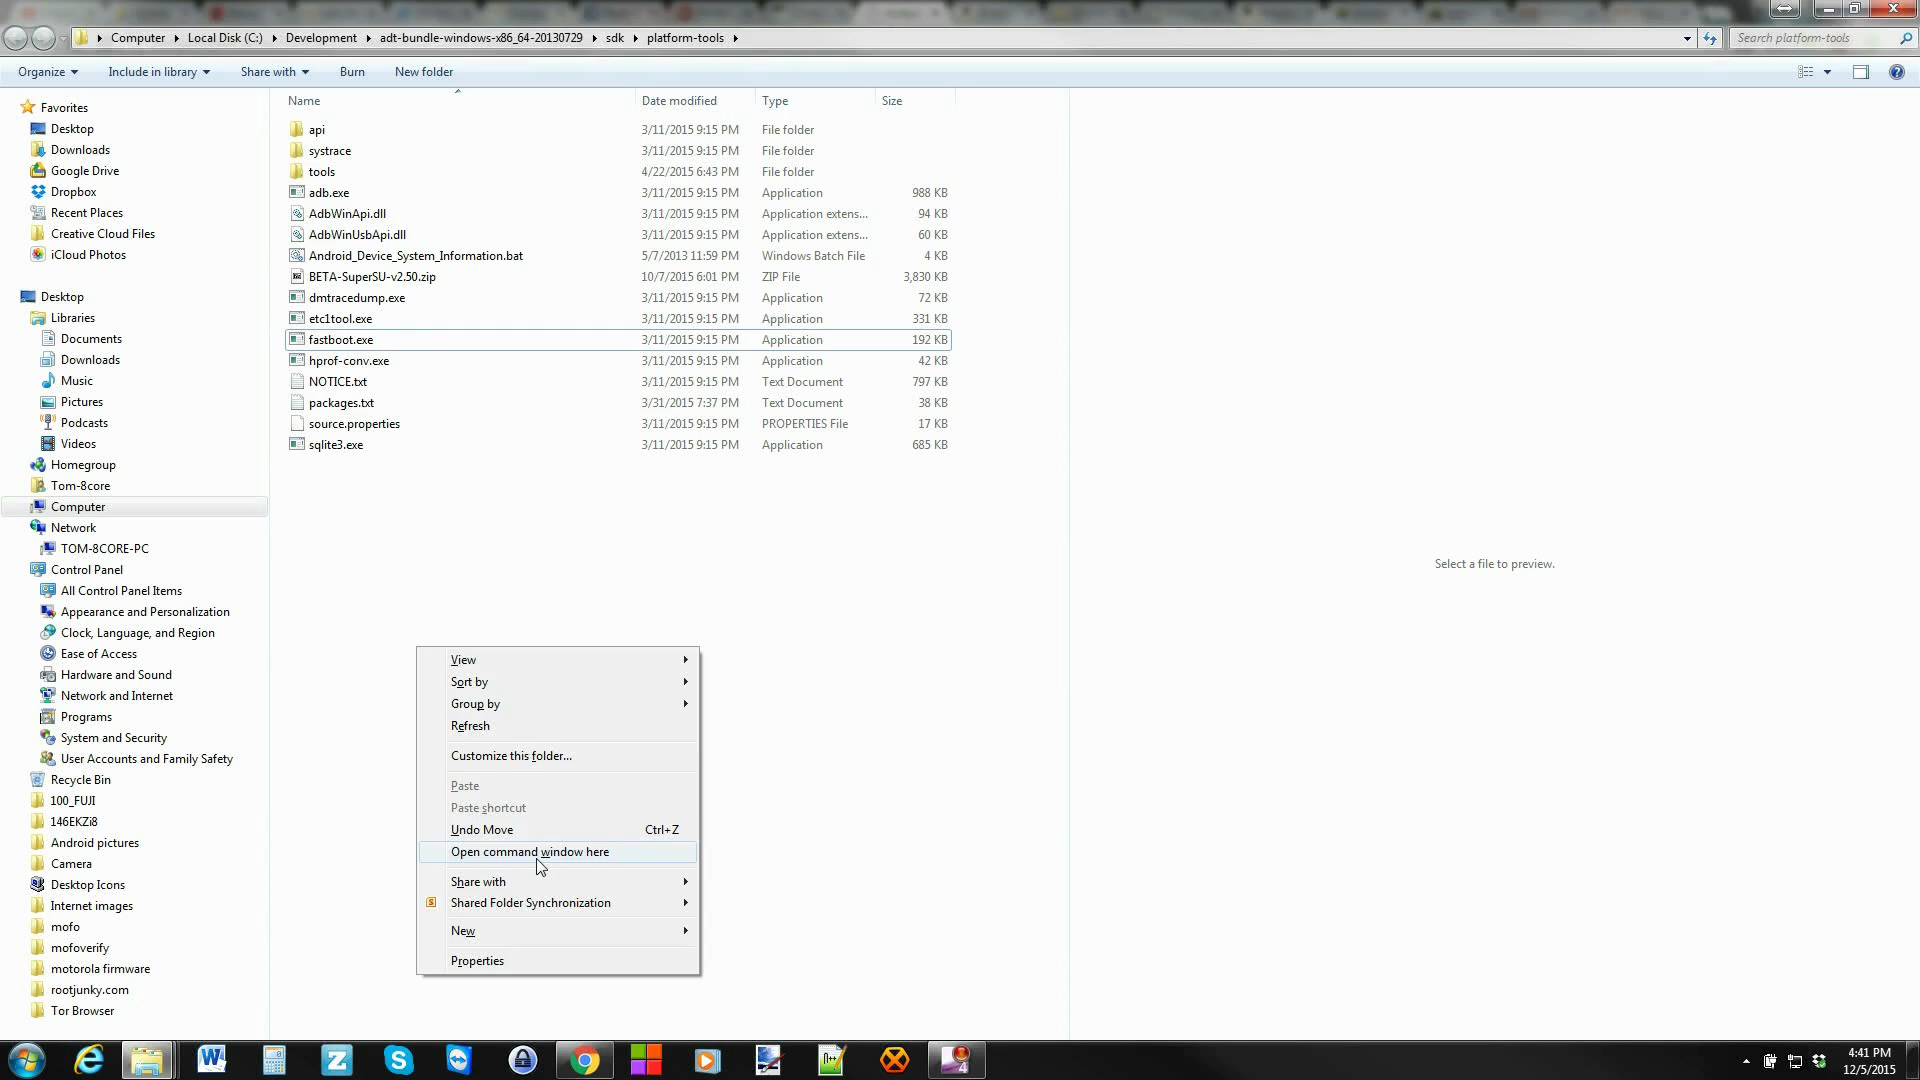 Computer Local Disk (C:) Development adt-bundle-windows-x86_64-20130729 sdk platform-tools
Search platform-tools
Organize Include in library Share with Burn New folder
Name Date modified Type Size
api 3/11/2015 9:15 PM File folder
systrace 3/11/2015 9:15 PM File folder
tools 4/22/2015 6:43 PM File folder
adb.exe 3/11/2015 9:15 PM Application 988 KB
AdbWinApi.dll 3/11/2015 9:15 PM Application extens... 94 KB
AdbWinUsbApi.dll 3/11/2015 9:15 PM Application extens... 60 KB
Android_Device_System_Information.bat 5/7/2013 11:59 PM Windows Batch File 4 KB
BETA-SuperSU-v2.50.zip 10/7/2015 6:01 PM ZIP File 3,830 KB
dmtracedump.exe 3/11/2015 9:15 PM Application 72 KB
etc1tool.exe 3/11/2015 9:15 PM Application 331 KB
fastboot.exe 3/11/2015 9:15 PM Application 192 KB
hprof-conv.exe 3/11/2015 9:15 PM Application 42 KB
NOTICE.txt 3/11/2015 9:15 PM Text Document 797 KB
packages.txt 3/31/2015 7:37 PM Text Document 38 KB
source.properties 3/11/2015 9:15 PM PROPERTIES File 17 KB
sqlite3.exe 3/11/2015 9:15 PM Application 685 KB
Favorites
Desktop
Downloads
Google Drive
Dropbox
Recent Places
Creative Cloud Files
iCloud Photos
Desktop
Libraries
Documents
Downloads
Music
Pictures
Podcasts
Videos
Homegroup
Tom-8core
Computer
Network
TOM-8CORE-PC
Control Panel
All Control Panel Items
Appearance and Personalization
Clock, Language, and Region
Ease of Access
Hardware and Sound
Network and Internet
Programs
System and Security
User Accounts and Family Safety
Recycle Bin
100_FUJI
146EKZi8
Android pictures
Camera
Desktop Icons
Internet images
mofo
mofoverify
motorola firmware
rootjunky.com
Tor Browser
Select a file to preview.
View
Sort by
Group by
Refresh
Customize this folder...
Paste
Paste shortcut
Undo Move Ctrl+Z
Open command window here
Share with
Shared Folder Synchronization
New
Properties
4:41 PM
12/5/2015